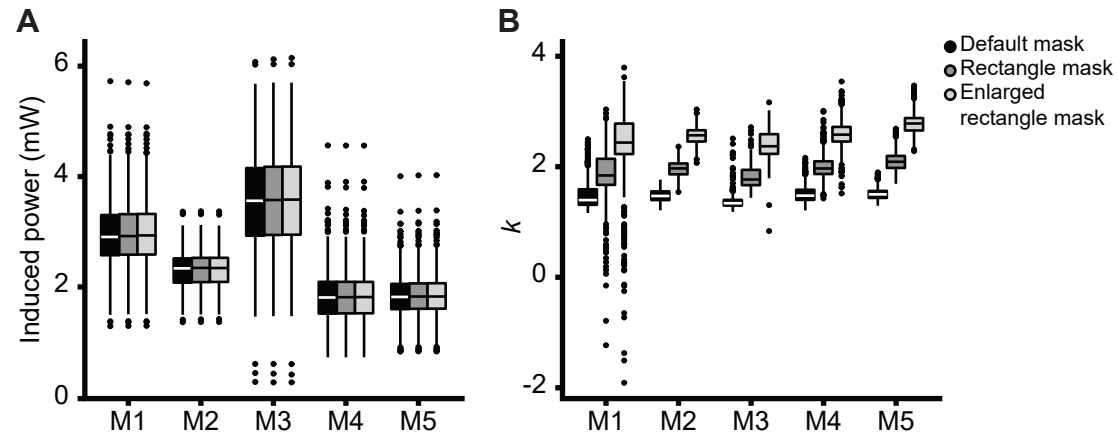 A
B
Induced power (mW)
6
4
2
0
M1 M2 M3 M4 M5
k
4
2
0
-2
M1 M2 M3 M4 M5
Default mask
Rectangle mask
Enlarged
rectangle mask